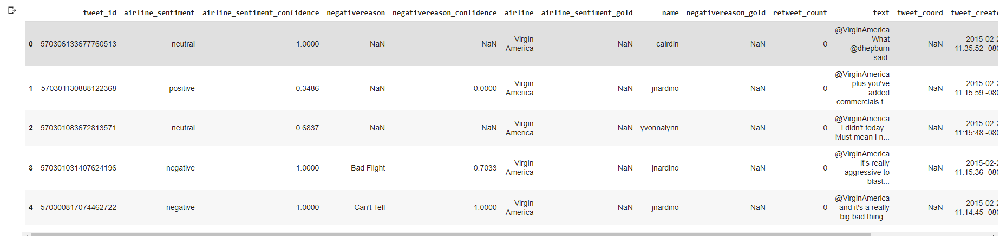 tweet_id airline_sentiment airline_sentiment_confidence negativereason negativereason_confidence airline airline_sentiment_gold name negativereason_gold retweet_count text tweet_coord tweet_create
0 570306133677760513 neutral 1.0000 NaN NaN Virgin America NaN cairdin NaN 0 @VirginAmerica What @dhepburn said. NaN 2015-02-2 11:35:52 -080
1 570301130888122368 positive 0.3486 NaN 0.0000 Virgin America NaN jnardino NaN 0 @VirginAmerica plus you've added commercials t... NaN 2015-02-2 11:15:59 -080
2 570301083672813571 neutral 0.6837 NaN NaN Virgin America NaN yvonnalynn NaN 0 @VirginAmerica I didn't today... Must mean I n... NaN 2015-02-2 11:15:48 -080
3 570301031407624196 negative 1.0000 Bad Flight 0.7033 Virgin America NaN jnardino NaN 0 @VirginAmerica it's really aggressive to blast... NaN 2015-02-2 11:15:36 -080
4 570300817074462722 negative 1.0000 Can't Tell 1.0000 Virgin America NaN jnardino NaN 0 @VirginAmerica and it's a really big bad thing... NaN 2015-02-2 11:14:45 -080